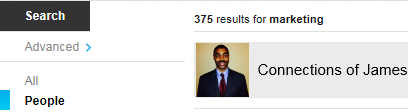 Search
Advanced
All
People
375 results for marketing
Connections of James